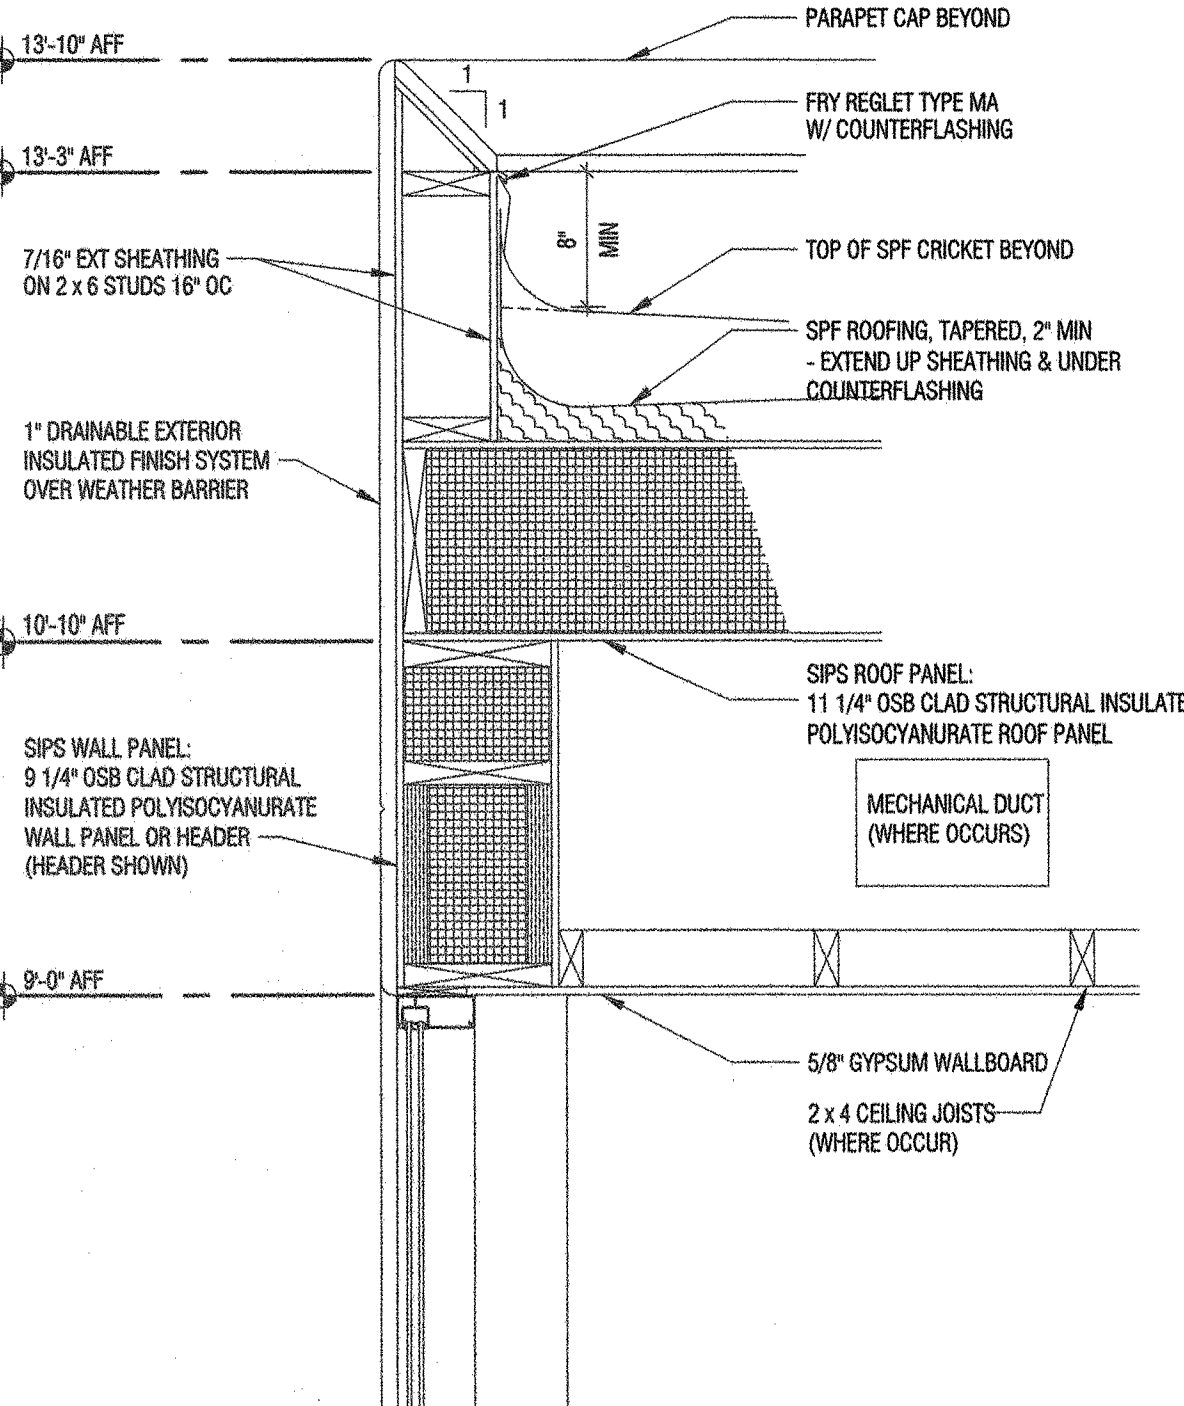 PARAPET CAP BEYOND
13'-10" AFF
1
1
FRY REGLET TYPE MA
W/ COUNTERFLASHING
13'-3" AFF
8"
MIN
7/16" EXT SHEATHING
ON 2 x 6 STUDS 16" OC
TOP OF SPF CRICKET BEYOND
SPF ROOFING, TAPERED, 2" MIN
- EXTEND UP SHEATHING & UNDER
COUNTERFLASHING
1" DRAINABLE EXTERIOR
INSULATED FINISH SYSTEM
OVER WEATHER BARRIER
10'-10" AFF
SIPS ROOF PANEL:
11 1/4" OSB CLAD STRUCTURAL INSULATE
POLYISOCYANURATE ROOF PANEL
SIPS WALL PANEL:
9 1/4" OSB CLAD STRUCTURAL
INSULATED POLYISOCYANURATE
WALL PANEL OR HEADER
(HEADER SHOWN)
MECHANICAL DUCT
(WHERE OCCURS)
9'-0" AFF
5/8" GYPSUM WALLBOARD
2 x 4 CEILING JOISTS
(WHERE OCCUR)